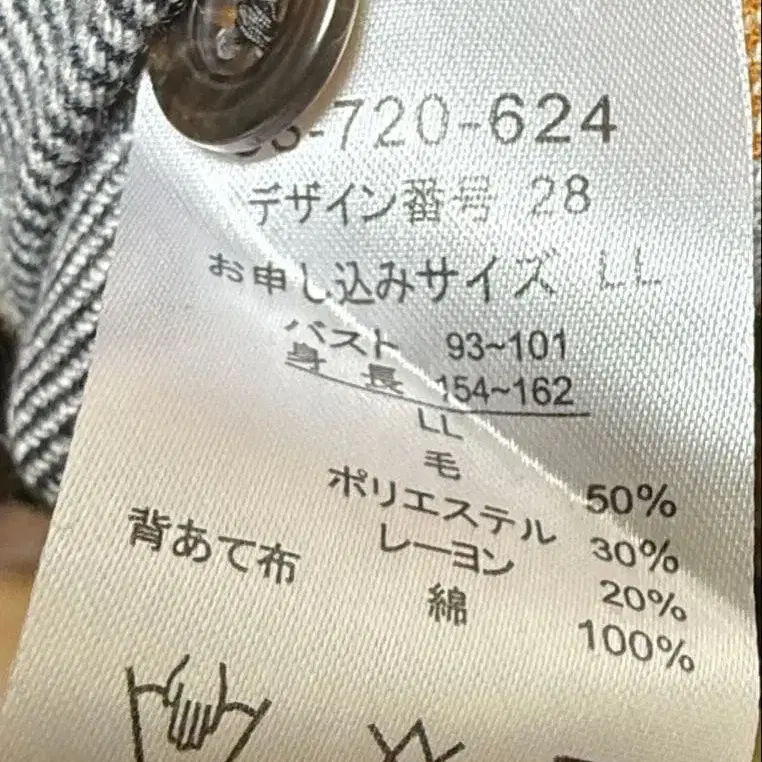 -720-624
デザイン番号 28
お申し込みサイズ LL
バスト 93~101
身長 154~162
LL
毛 50%
ポリエステル 30%
レーヨン 20%
背あて布 綿 100%